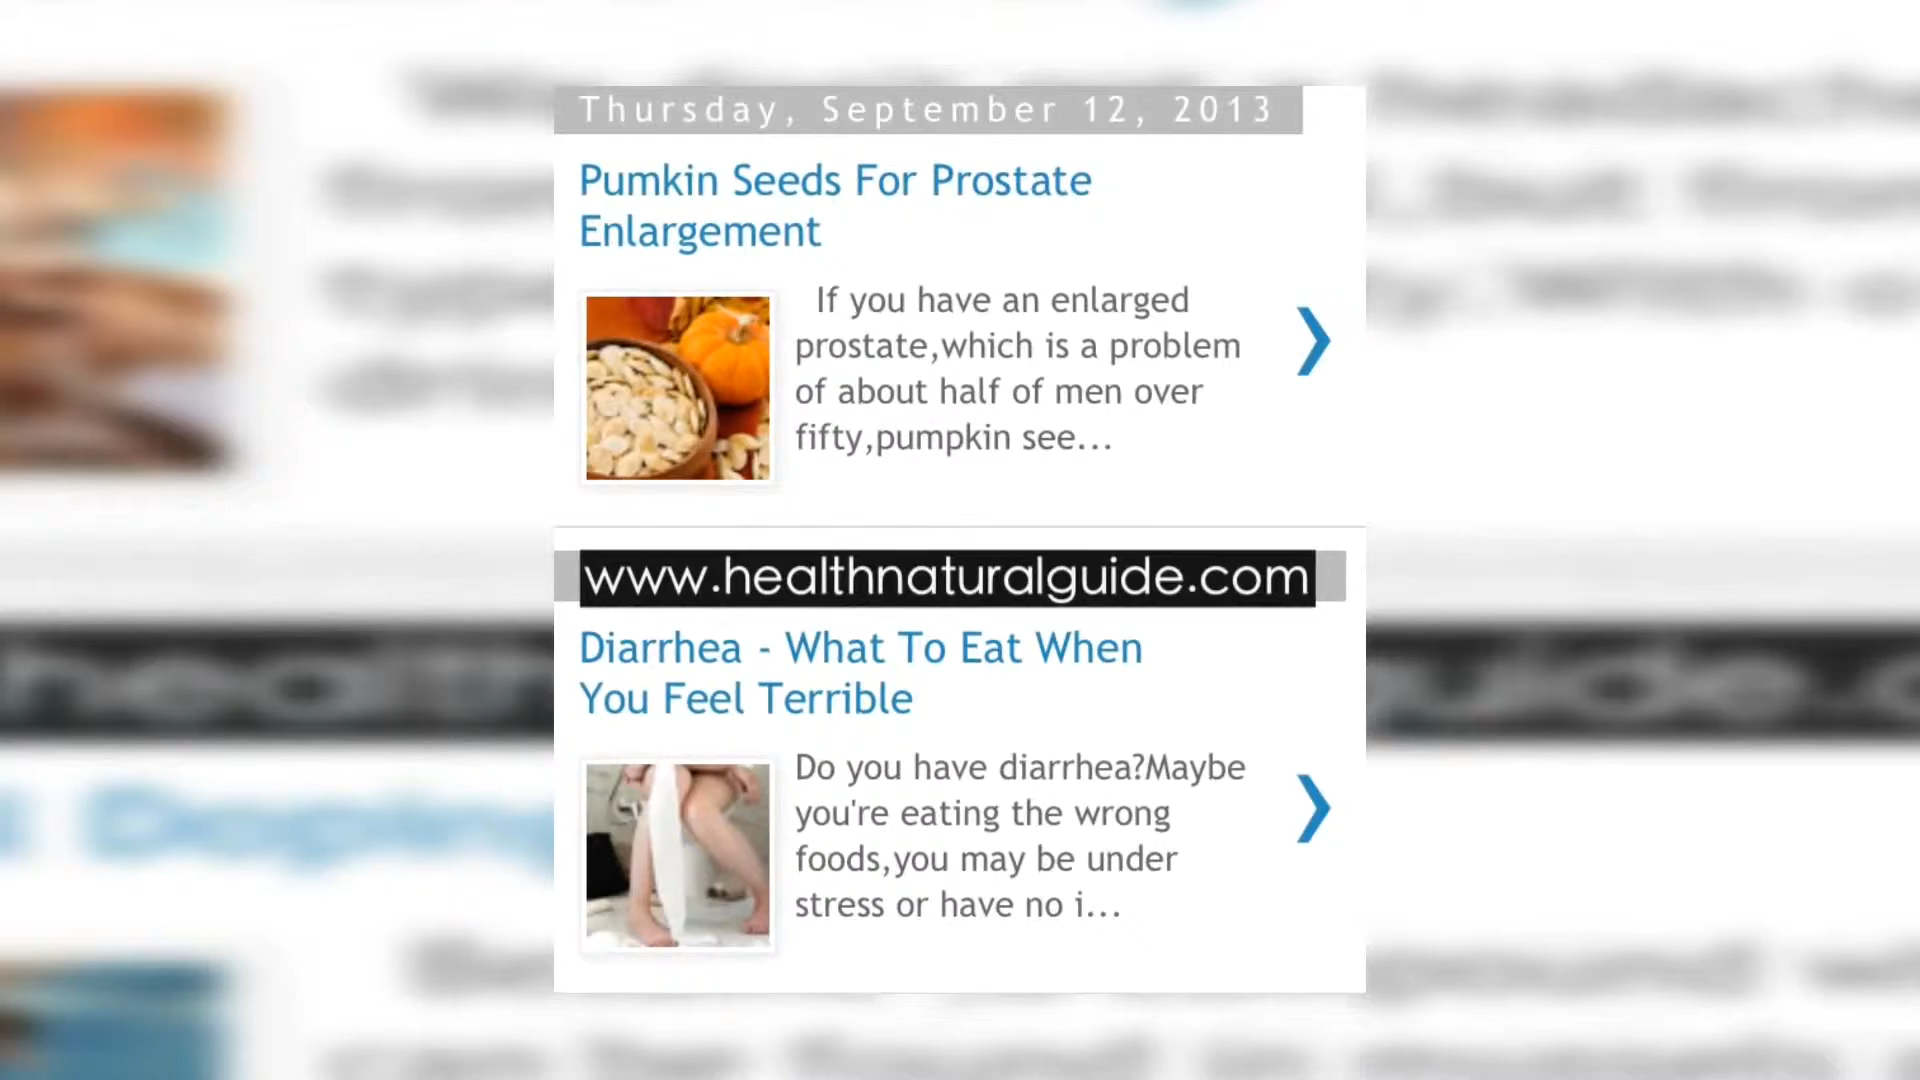 Thursday, September 12, 2013
Pumkin Seeds For Prostate
Enlargement
If you have an enlarged
prostate,which is a problem
of about half of men over
fifty,pumpkin see...
www.healthnaturalguide.com
Diarrhea - What To Eat When
You Feel Terrible
Do you have diarrhea?Maybe
you're eating the wrong
foods,you may be under
stress or have no i...